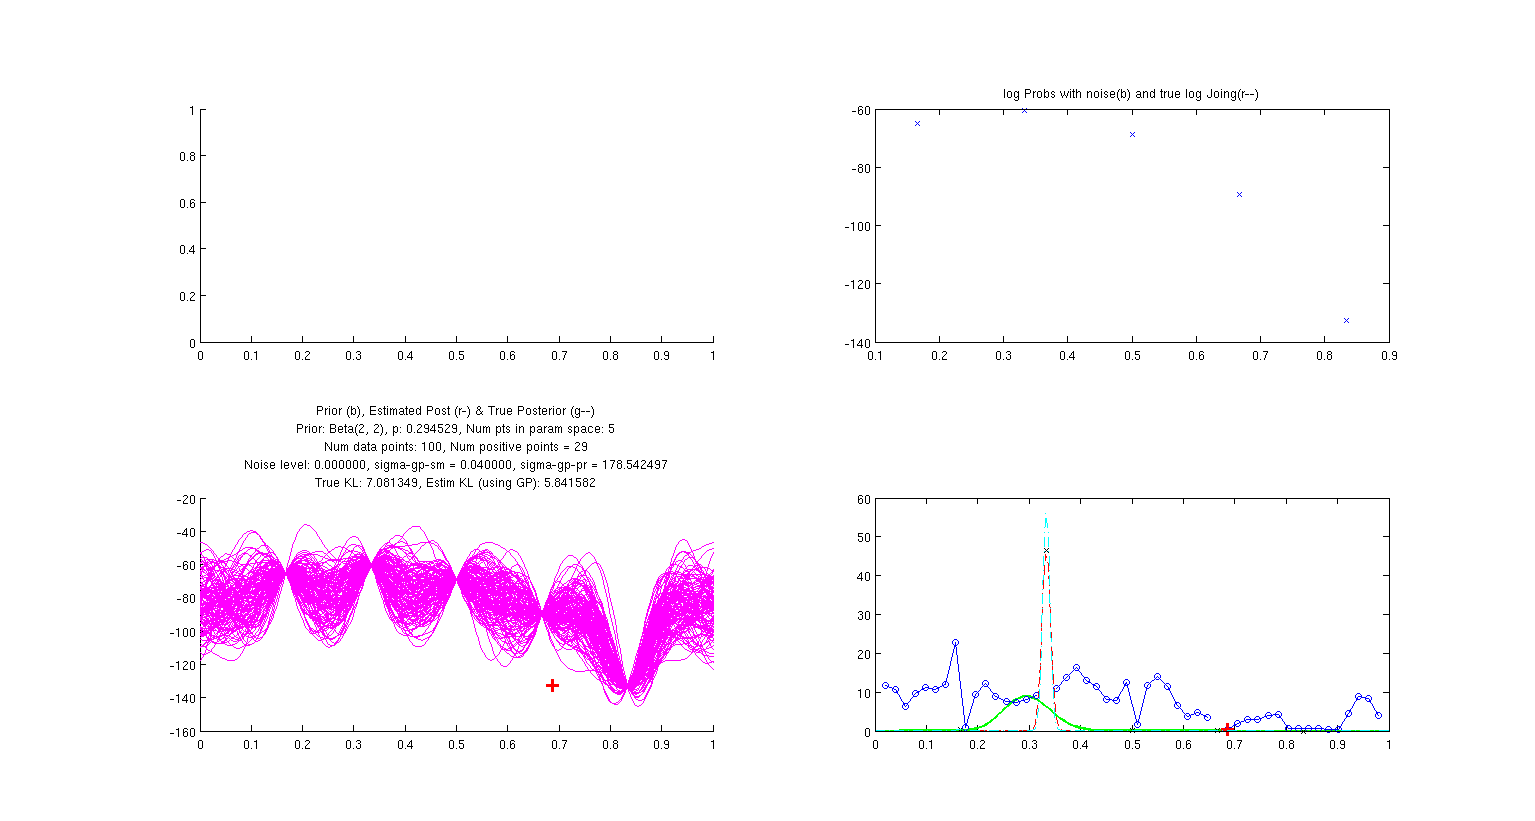 log Probs with noise(b) and true log Joing(r--)
1
0.8
0.6
0.4
0.2
0
0 0.1 0.2 0.3 0.4 0.5 0.6 0.7 0.8 0.9 1
-60
-80
-100
-120
-140
0.1 0.2 0.3 0.4 0.5 0.6 0.7 0.8 0.9
Prior (b), Estimated Post (r-) & True Posterior (g--)
Prior: Beta(2, 2), p: 0.294529, Num pts in param space: 5
Num data points: 100, Num positive points = 29
Noise level: 0.000000, sigma-gp-sm = 0.040000, sigma-gp-pr = 178.542497
True KL: 7.081349, Estim KL (using GP): 5.841582
-20
-40
-60
-80
-100
-120
-140
-160
0 0.1 0.2 0.3 0.4 0.5 0.6 0.7 0.8 0.9 1
60
50
40
30
20
10
0
0 0.1 0.2 0.3 0.4 0.5 0.6 0.7 0.8 0.9 1